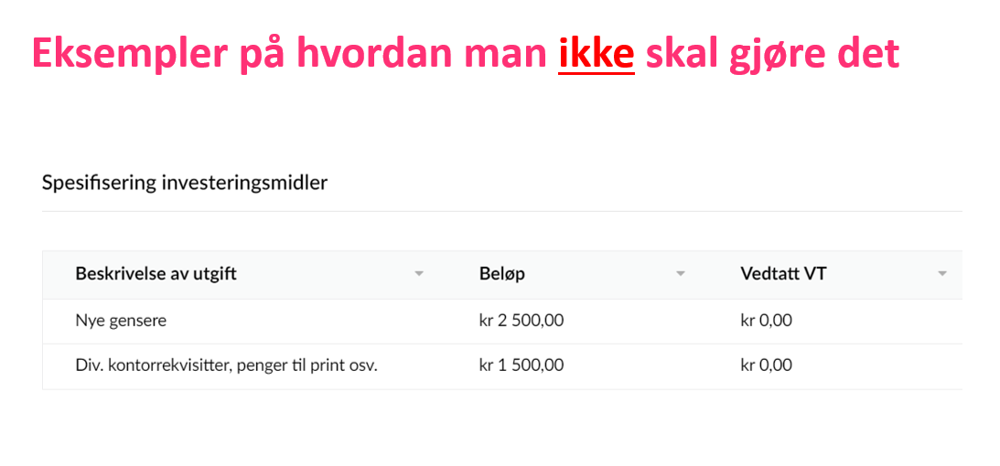 Eksempler på hvordan man ikke skal gjøre det
Spesifisering investeringsmidler
Beskrivelse av utgift Beløp Vedtatt VT
Nye gensere kr 2 500,00 kr 0,00
Div. kontorrekvisitter, penger til print osv. kr 1 500,00 kr 0,00